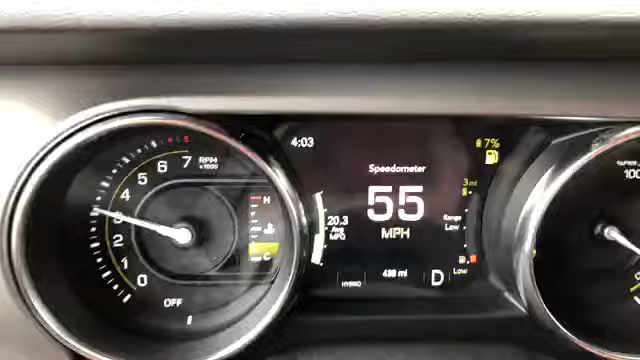 7
6
5
4
3
2
1
0
RPM
x1000
OFF
H
C
4:03
Speedometer
55
MPH
20.3
Avg
MPG
HYBRID
438 mi
D
7%
3 mi
Range
Low
Low
100